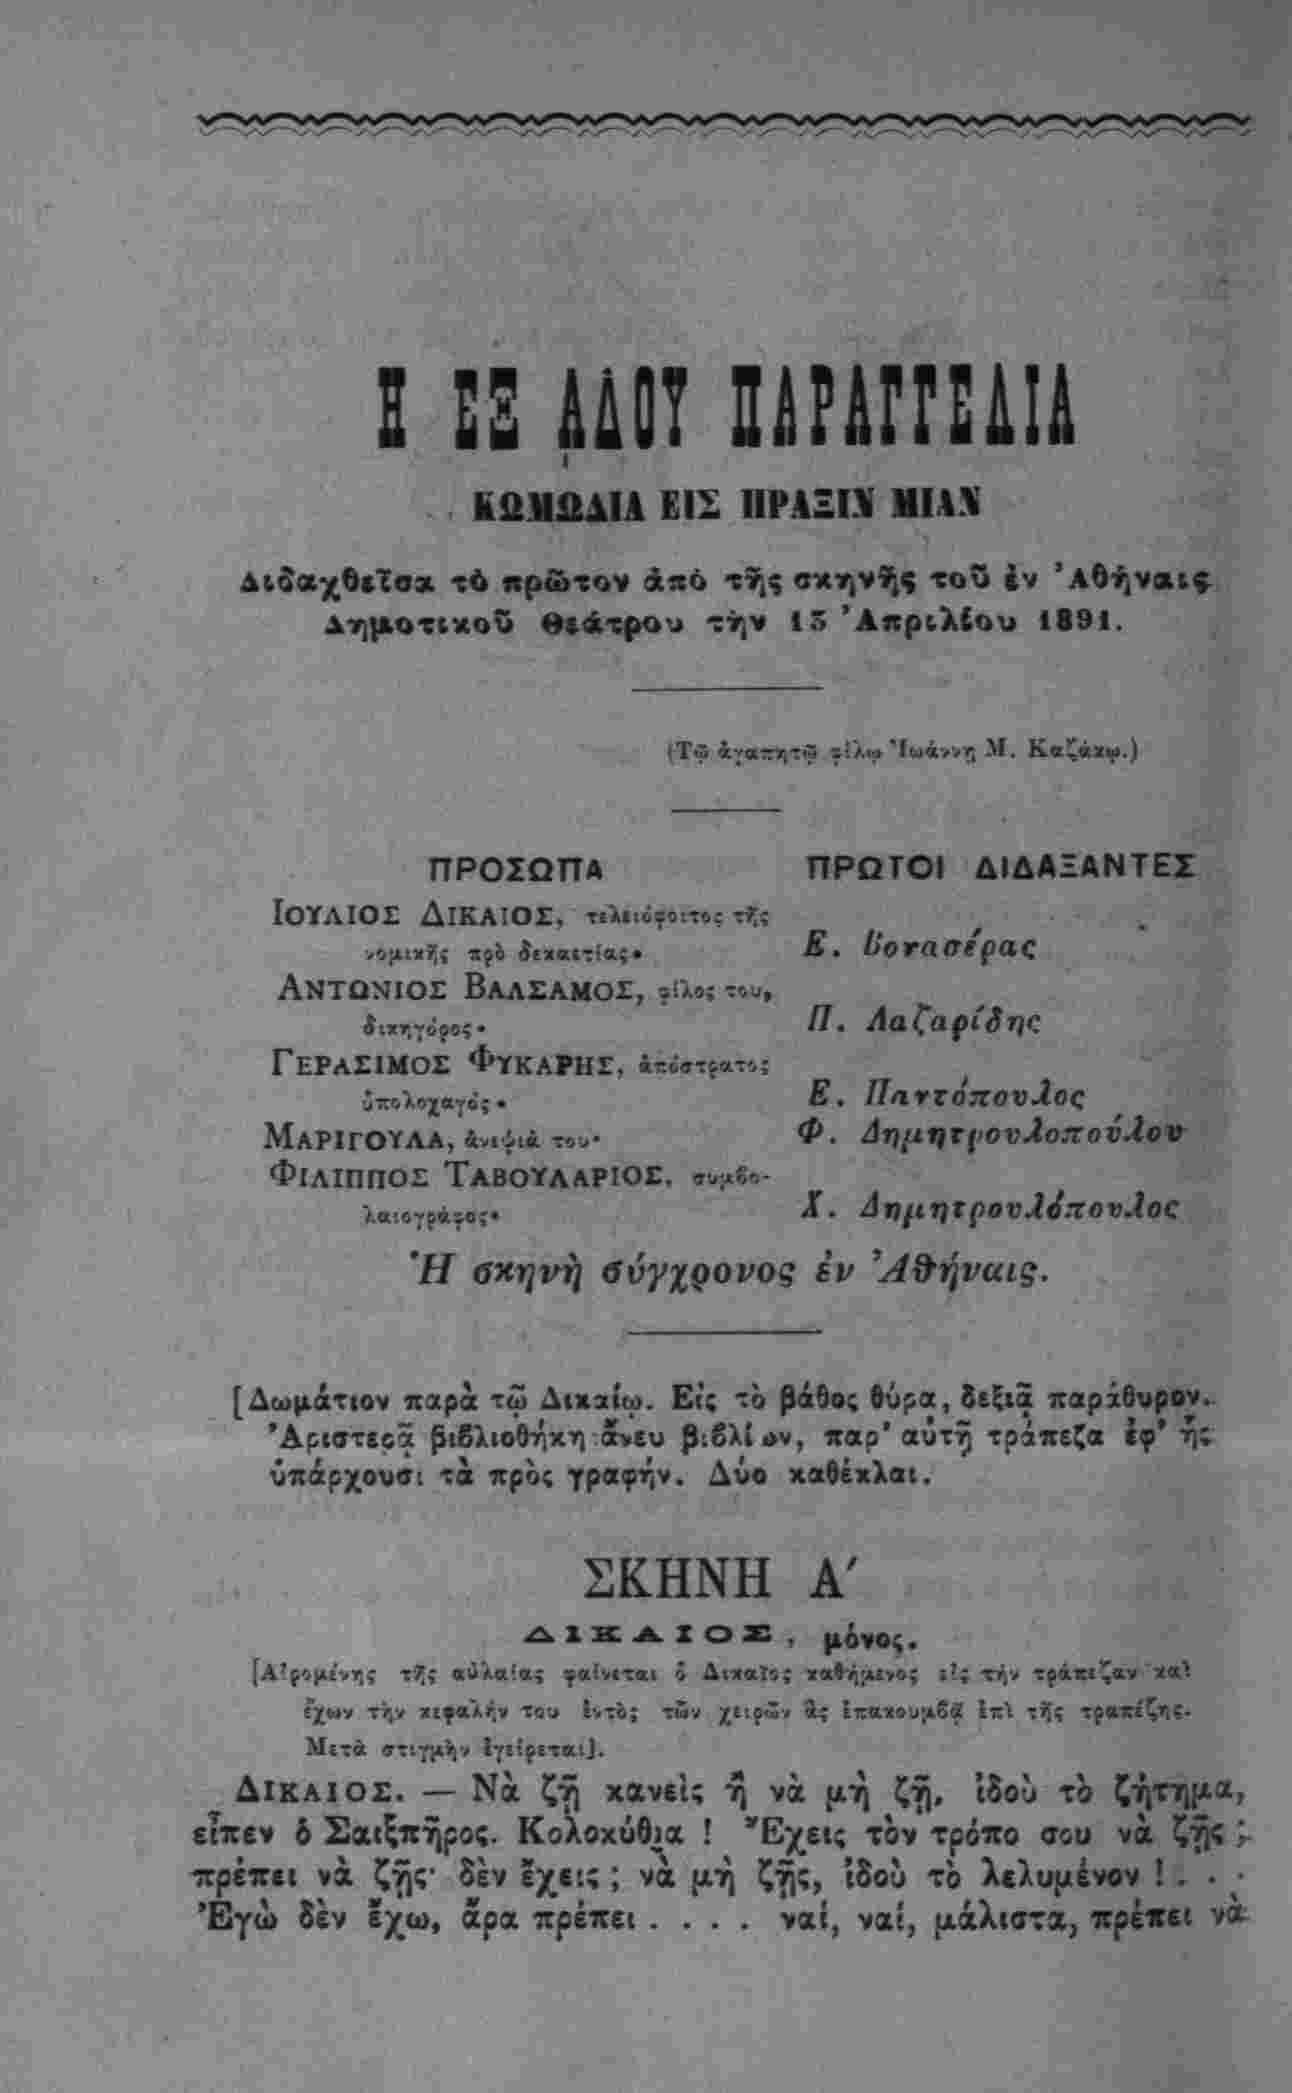 Η ΕΞ ΑΔΟΥ ΠΑΡΑΓΓΕΛΙΑ
ΚΩΜΩΔΙΑ ΕΙΣ ΠΡΑΞΙΝ ΜΙΑΝ
Διδαχθεῖσα τὸ πρῶτον ἀπὸ τῆς σκηνῆς τοῦ ἐν Ἀθήναις
Δημοτικοῦ Θεάτρου τὴν 15 Ἀπριλίου 1891.
(Τῷ ἀγαπητῷ φίλῳ Ἰωάννῃ Μ. Καζάκῳ.)
ΠΡΟΣΩΠΑ ΠΡΩΤΟΙ ΔΙΔΑΞΑΝΤΕΣ
ΙΟΥΛΙΟΣ ΔΙΚΑΙΟΣ, τελειόφοιτος τῆς
νομικῆς πρὸ δεκαετίας· Ε. Βονασέρας
ΑΝΤΩΝΙΟΣ ΒΑΛΣΑΜΟΣ, φίλος του,
δικηγόρος· Π. Λαζαρίδης
ΓΕΡΑΣΙΜΟΣ ΦΥΚΑΡΗΣ, ἀπόστρατος
ὑπολοχαγός· Ε. Παντόπουλος
ΜΑΡΙΓΟΥΛΑ, ἀνεψιά του· Φ. Δημητρουλοπούλου
ΦΙΛΙΠΠΟΣ ΤΑΒΟΥΛΑΡΙΟΣ, συμβο-
λαιογράφος· Χ. Δημητρουλόπουλος
Ἡ σκηνὴ σύγχρονος ἐν Ἀθήναις.
[Δωμάτιον παρὰ τῷ Δικαίῳ. Εἰς τὸ βάθος θύρα, δεξιᾷ παράθυρον.
Ἀριστερᾷ βιβλιοθήκη ἄνευ βιβλίων, παρ' αὐτῇ τράπεζα ἐφ' ἧς
ὑπάρχουσι τὰ πρὸς γραφήν. Δύο καθέκλαι.
ΣΚΗΝΗ Α′
ΔΙΚΑΙΟΣ, μόνος.
[Αἰρομένης τῆς αὐλαίας φαίνεται ὁ Δικαῖος καθήμενος εἰς τὴν τράπεζαν καὶ
ἔχων τὴν κεφαλήν του ἐντὸς τῶν χειρῶν ἃς ἐπακουμβᾷ ἐπὶ τῆς τραπέζης.
Μετὰ στιγμὴν ἐγείρεται].
ΔΙΚΑΙΟΣ. — Νὰ ζῇ κανεὶς ἢ νὰ μὴ ζῇ, ἰδοὺ τὸ ζήτημα,
εἶπεν ὁ Σαιξπῆρος. Κολοκύθια ! Ἔχεις τὸν τρόπο σου νὰ ζῇς ;
πρέπει νὰ ζῇς· δὲν ἔχεις ; νὰ μὴ ζῇς, ἰδοὺ τὸ λελυμένον ! . . .
Ἐγὼ δὲν ἔχω, ἄρα πρέπει . . . . ναί, ναί, μάλιστα, πρέπει νὰ